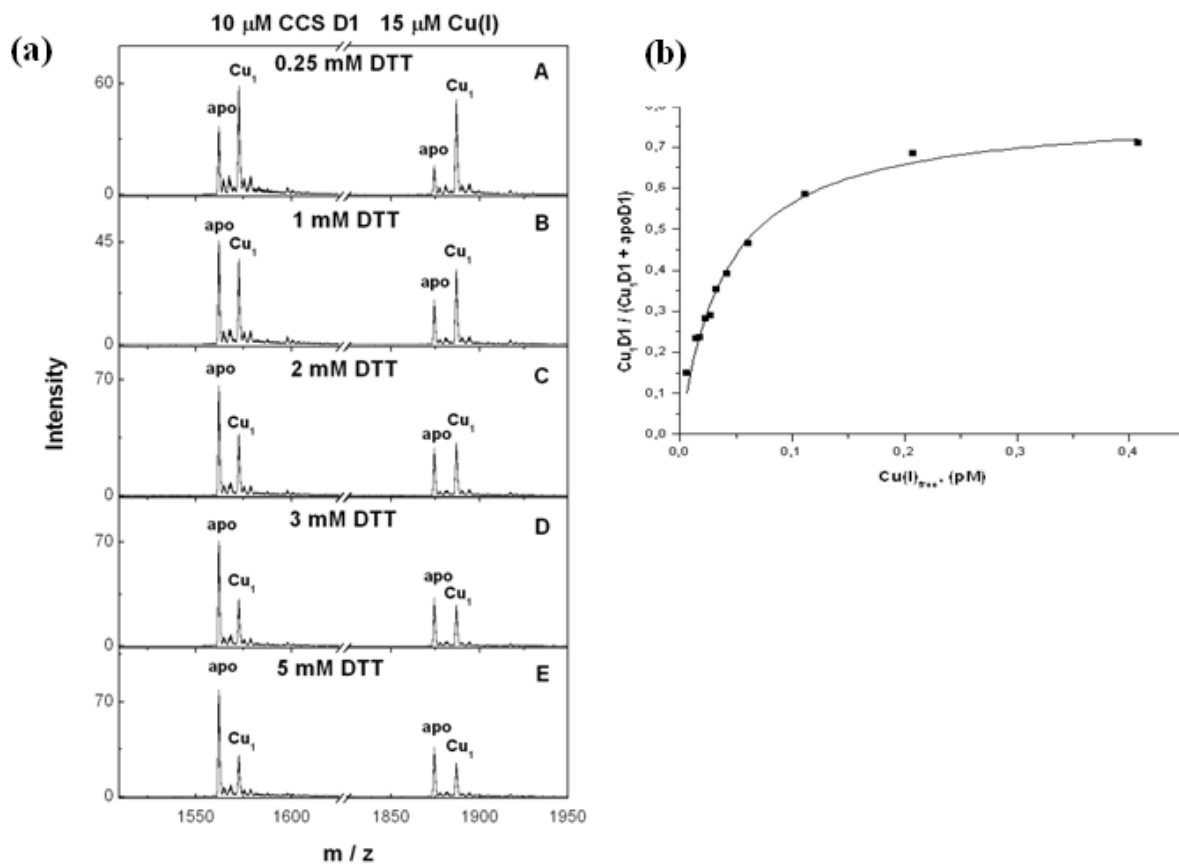 (a)
10 μM CCS D1 15 μM Cu(I)
0.25 mM DTT
A
60
0
apo
Cu1
apo
Cu1
1 mM DTT
B
45
0
apo
Cu1
apo
Cu1
2 mM DTT
C
70
0
apo
Cu1
apo
Cu1
3 mM DTT
D
70
0
apo
Cu1
apo
Cu1
5 mM DTT
E
70
0
apo
Cu1
apo
Cu1
Intensity
1550 1600 1850 1900 1950
m / z
(b)
0,7
0,6
0,5
0,4
0,3
0,2
0,1
0,0
Cu1D1 / (Cu1D1 + apoD1)
0,0 0,1 0,2 0,3 0,4
Cu(I)free, (pM)